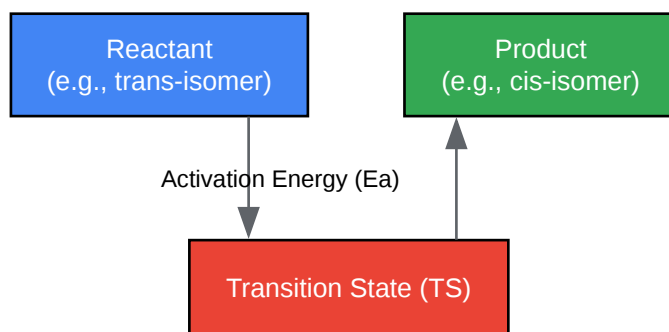 Reactant
(e.g., trans-isomer)
Product
(e.g., cis-isomer)
Activation Energy (Ea)
Transition State (TS)